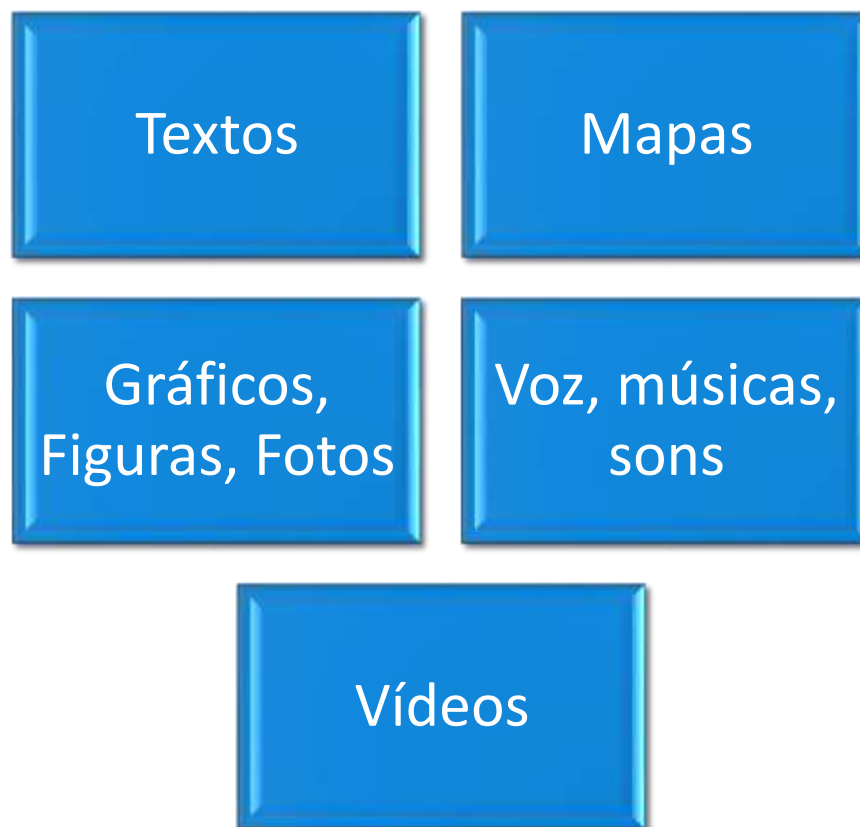 Textos
Mapas
Gráficos,
Figuras, Fotos
Voz, músicas,
sons
Vídeos